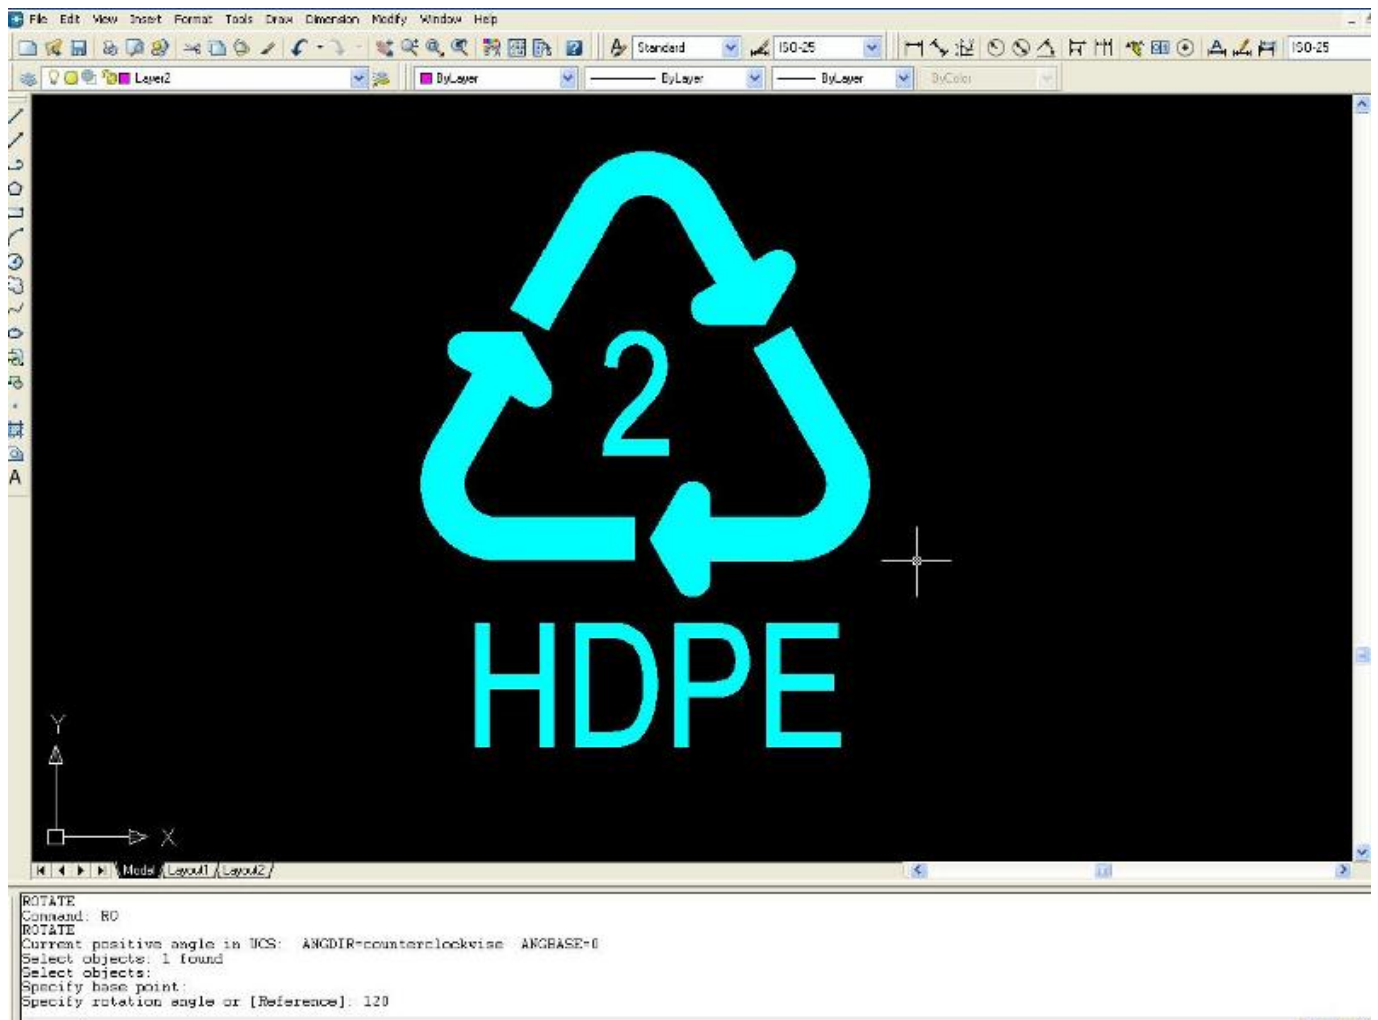 File Edit View Insert Format Tools Draw Dimension Modify Window Help
Standard ISO-25 ISO-25
Layer2 ByLayer ByLayer ByLayer ByColor
A
2
HDPE
Y
X
Model Layout1 Layout2
ROTATE
Command: RO
ROTATE
Current positive angle in UCS: ANGDIR=counterclockwise ANGBASE=0
Select objects: 1 found
Select objects:
Specify base point:
Specify rotation angle or [Reference]: 120